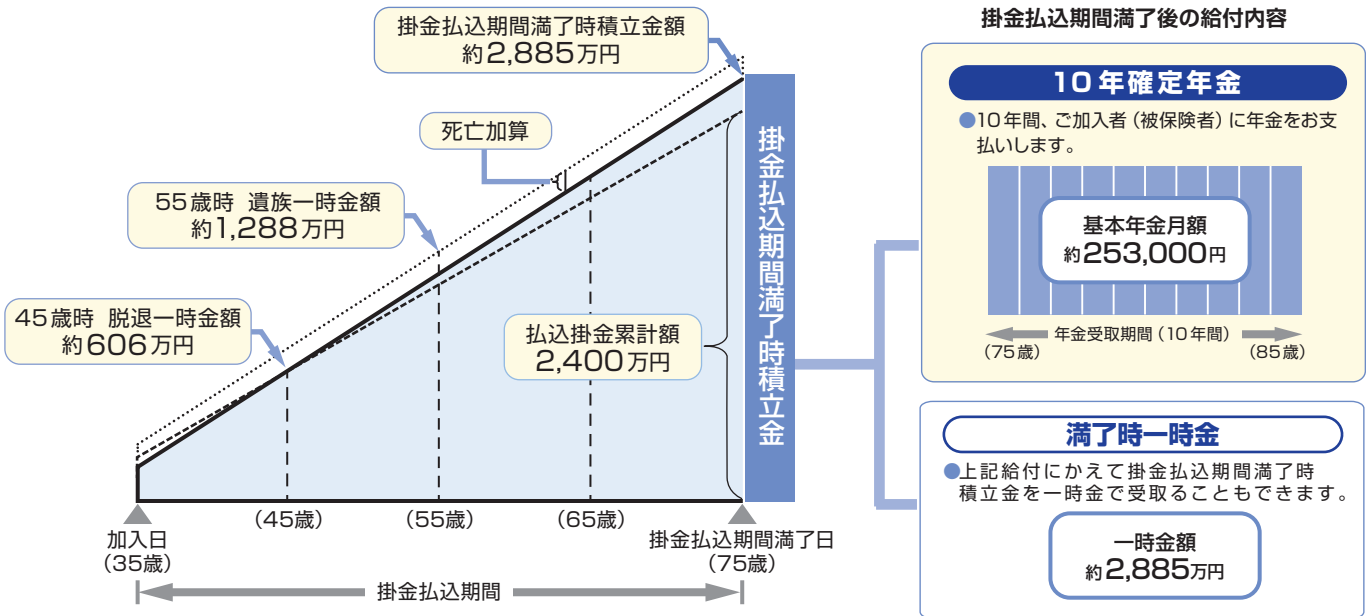 掛金払込期間満了時積立金額
約2,885万円
死亡加算
55歳時 遺族一時金額
約1,288万円
45歳時 脱退一時金額
約606万円
払込掛金累計額
2,400万円
掛金払込期間満了時積立金
(45歳)
(55歳)
(65歳)
加入日
(35歳)
掛金払込期間満了日
(75歳)
掛金払込期間
掛金払込期間満了後の給付内容
10年確定年金
●10年間、ご加入者(被保険者)に年金をお支
払いします。
基本年金月額
約253,000円
年金受取期間(10年間)
(75歳)
(85歳)
満了時一時金
●上記給付にかえて掛金払込期間満了時
積立金を一時金で受取ることもできます。
一時金額
約2,885万円